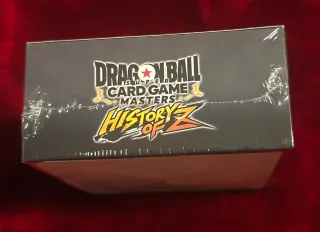 DRAGON BALL
SUPER
CARD GAME
MASTERS
HISTORY
OF Z